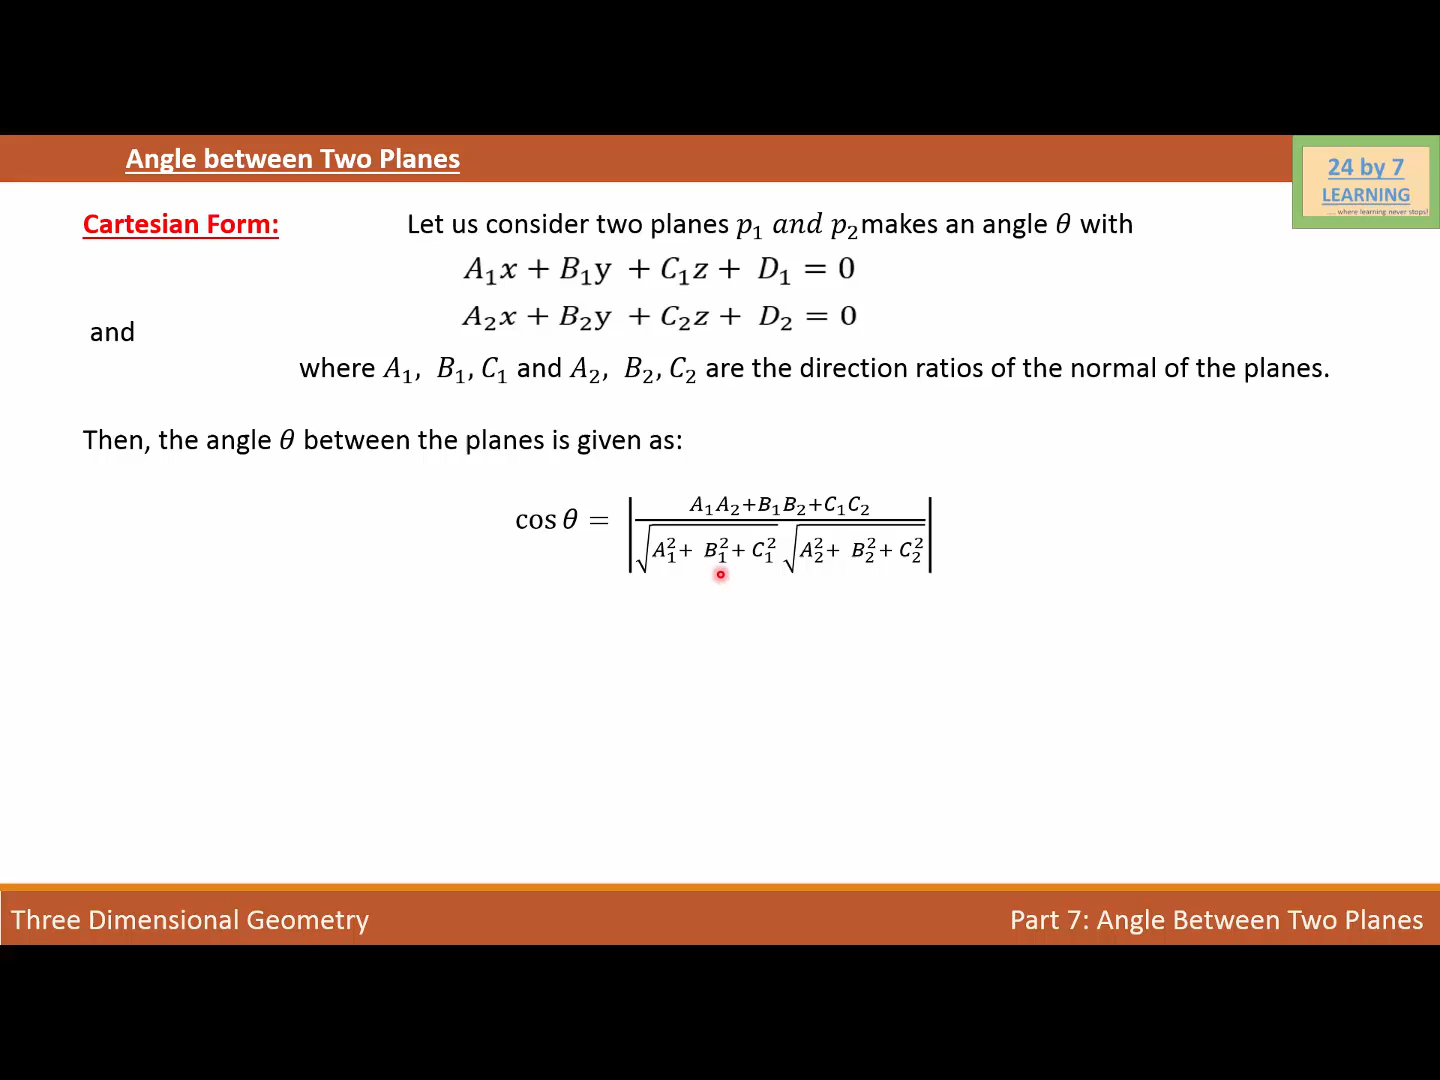 Angle between Two Planes
24 by 7
LEARNING
.... where learning never stops!
Cartesian Form: Let us consider two planes p₁ and p₂makes an angle θ with
A₁x + B₁y + C₁z + D₁ = 0
and
A₂x + B₂y + C₂z + D₂ = 0
where A₁, B₁, C₁ and A₂, B₂, C₂ are the direction ratios of the normal of the planes.
Then, the angle θ between the planes is given as:
cos θ = |(A₁A₂+B₁B₂+C₁C₂)/(√(A₁²+ B₁²+ C₁²) √(A₂²+ B₂²+ C₂²))|
Three Dimensional Geometry
Part 7: Angle Between Two Planes